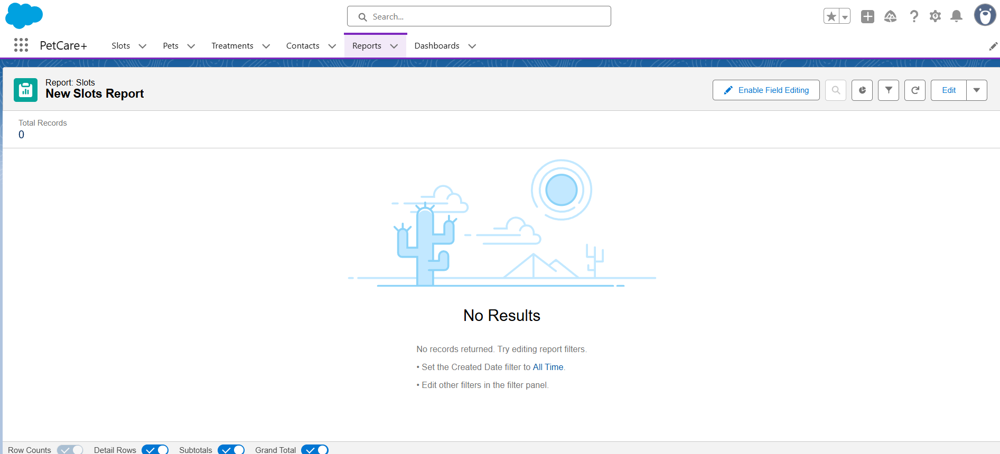 Search...
PetCare+
Slots
Pets
Treatments
Contacts
Reports
Dashboards
Report: Slots
New Slots Report
Enable Field Editing
Edit
Total Records
0
No Results
No records returned. Try editing report filters.
• Set the Created Date filter to All Time.
• Edit other filters in the filter panel.
Row Counts
Detail Rows
Subtotals
Grand Total